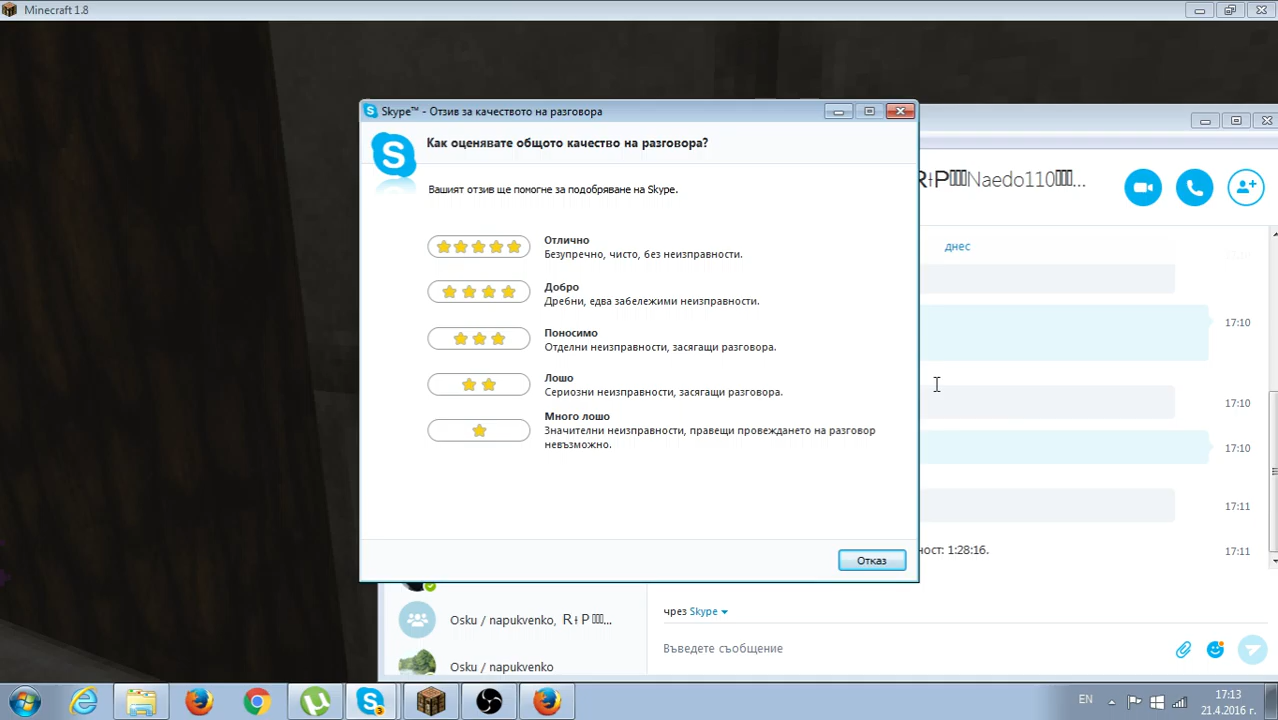 Minecraft 1.8
Skype™ - Отзив за качеството на разговора
Как оценявате общото качество на разговора?
Вашият отзив ще помогне за подобряване на Skype.
Отлично
Безупречно, чисто, без неизправности.
Добро
Дребни, едва забележими неизправности.
Поносимо
Отделни неизправности, засягащи разговора.
Лошо
Сериозни неизправности, засягащи разговора.
Много лошо
Значителни неизправности, правещи провеждането на разговор
невъзможно.
Отказ
Naedo110
днес
17:10
17:10
17:10
17:11
ност: 1:28:16.
17:11
Osku / napukvenko,
Osku / napukvenko
чрез Skype
Въведете съобщение
EN
17:13
21.4.2016 г.